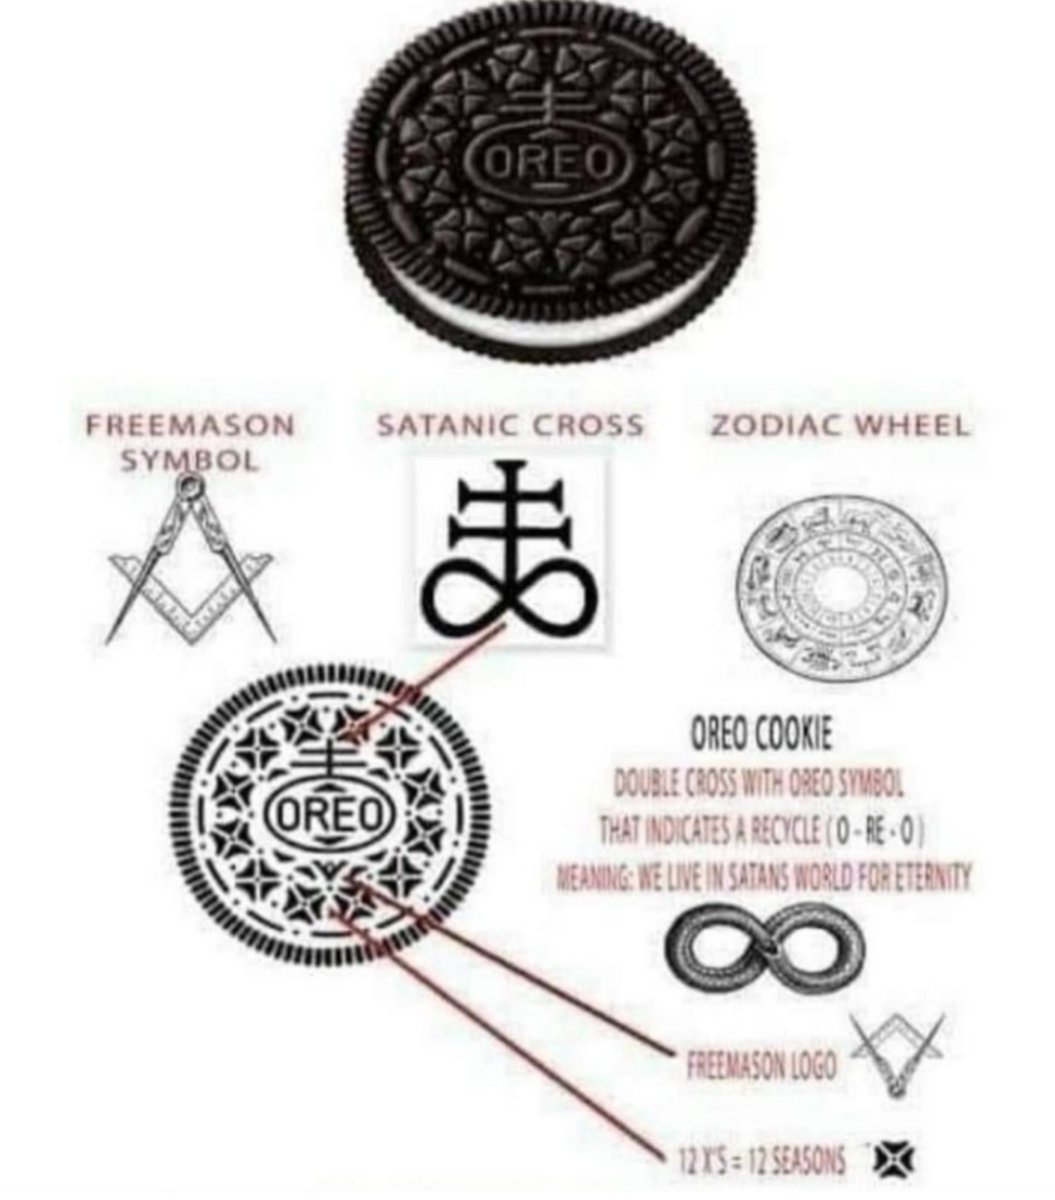 OREO
FREEMASON
SYMBOL
SATANIC CROSS
ZODIAC WHEEL
OREO
OREO COOKIE
DOUBLE CROSS WITH OREO SYMBOL
THAT INDICATES A RECYCLE ( O - RE - O )
MEANING: WE LIVE IN SATANS WORLD FOR ETERNITY
FREEMASON LOGO
12 X'S = 12 SEASONS